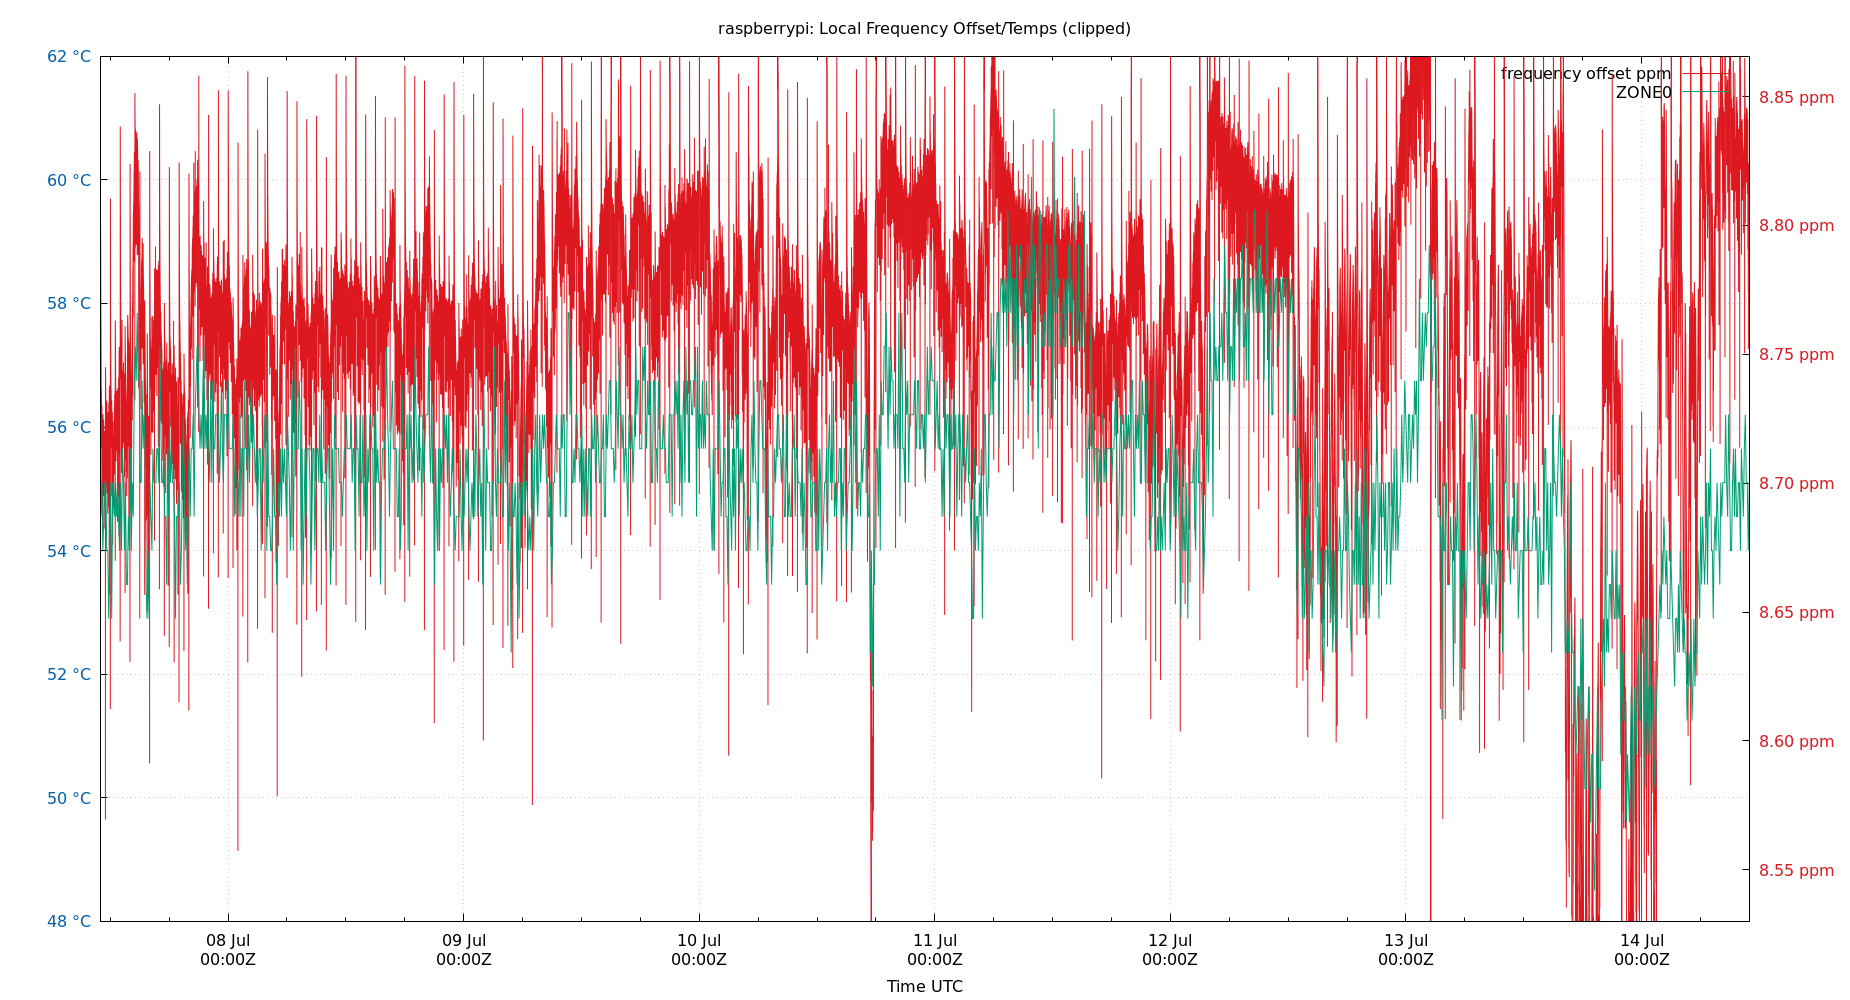 raspberrypi: Local Frequency Offset/Temps (clipped)
62 °C
60 °C
58 °C
56 °C
54 °C
52 °C
50 °C
48 °C
frequency offset ppm
ZONE0
8.85 ppm
8.80 ppm
8.75 ppm
8.70 ppm
8.65 ppm
8.60 ppm
8.55 ppm
08 Jul
00:00Z
09 Jul
00:00Z
10 Jul
00:00Z
11 Jul
00:00Z
12 Jul
00:00Z
13 Jul
00:00Z
14 Jul
00:00Z
Time UTC